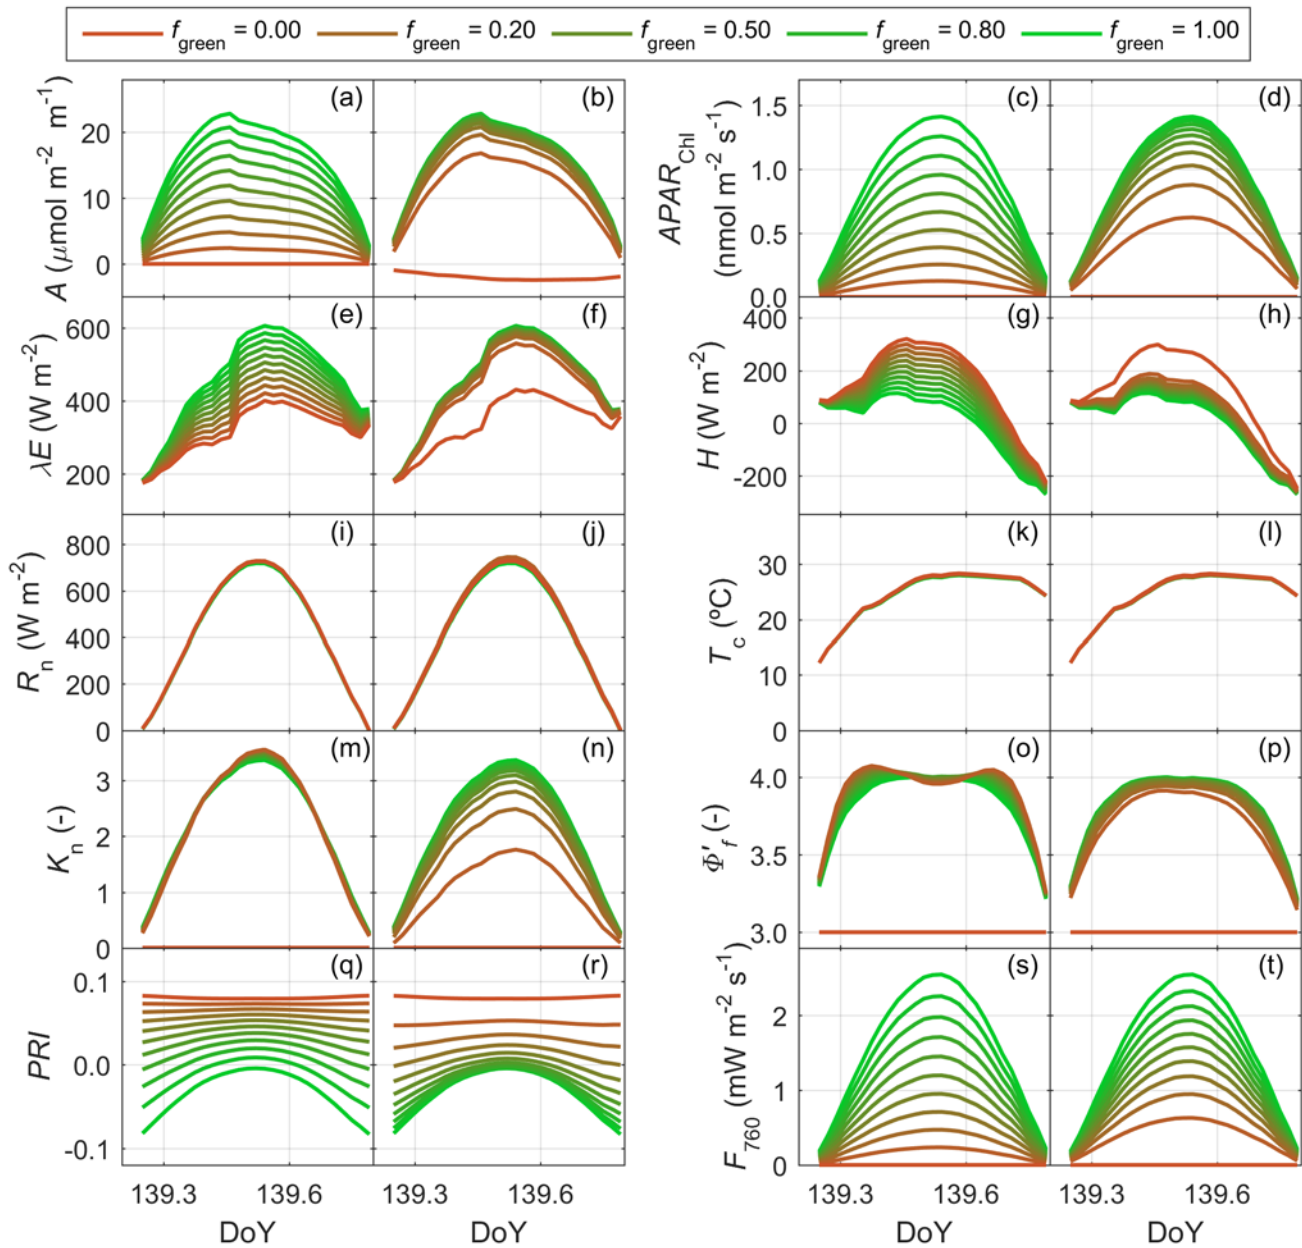 f_green = 0.00 f_green = 0.20 f_green = 0.50 f_green = 0.80 f_green = 1.00
A (μmol m⁻² m⁻¹)
20
10
0
(a)
(b)
APAR_Chl
(nmol m⁻² s⁻¹)
1.5
1.0
0.5
0.0
(c)
(d)
λE (W m⁻²)
600
400
200
(e)
(f)
H (W m⁻²)
400
200
0
-200
(g)
(h)
R_n (W m⁻²)
800
600
400
200
0
(i)
(j)
T_c (ºC)
30
20
10
0
(k)
(l)
K_n (-)
3
2
1
0
(m)
(n)
Φ′_f (-)
4.0
3.5
3.0
(o)
(p)
PRI
0.1
0.0
-0.1
(q)
(r)
F_760 (mW m⁻² s⁻¹)
2
1
0
(s)
(t)
139.3 139.6 139.3 139.6 139.3 139.6 139.3 139.6
DoY DoY DoY DoY